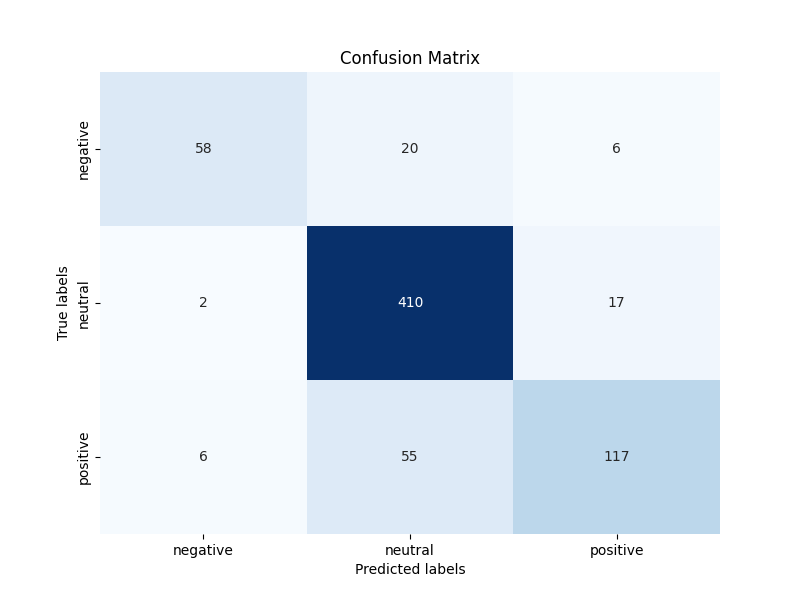 Confusion Matrix
True labels
negative
58
20
6
neutral
2
410
17
positive
6
55
117
negative
neutral
positive
Predicted labels